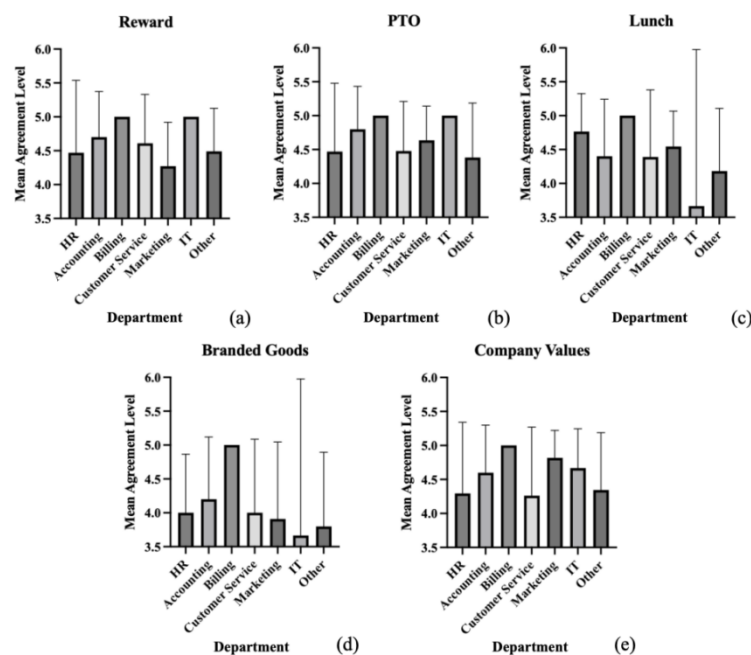 Reward
Mean Agreement Level
6.0
5.5
5.0
4.5
4.0
3.5
HR
Accounting
Billing
Customer Service
Marketing
IT
Other
Department
(a)
PTO
Mean Agreement Level
6.0
5.5
5.0
4.5
4.0
3.5
HR
Accounting
Billing
Customer Service
Marketing
IT
Other
Department
(b)
Lunch
Mean Agreement Level
6.0
5.5
5.0
4.5
4.0
3.5
HR
Accounting
Billing
Customer Service
Marketing
IT
Other
Department
(c)
Branded Goods
Mean Agreement Level
6.0
5.5
5.0
4.5
4.0
3.5
HR
Accounting
Billing
Customer Service
Marketing
IT
Other
Department
(d)
Company Values
Mean Agreement Level
6.0
5.5
5.0
4.5
4.0
3.5
HR
Accounting
Billing
Customer Service
Marketing
IT
Other
Department
(e)